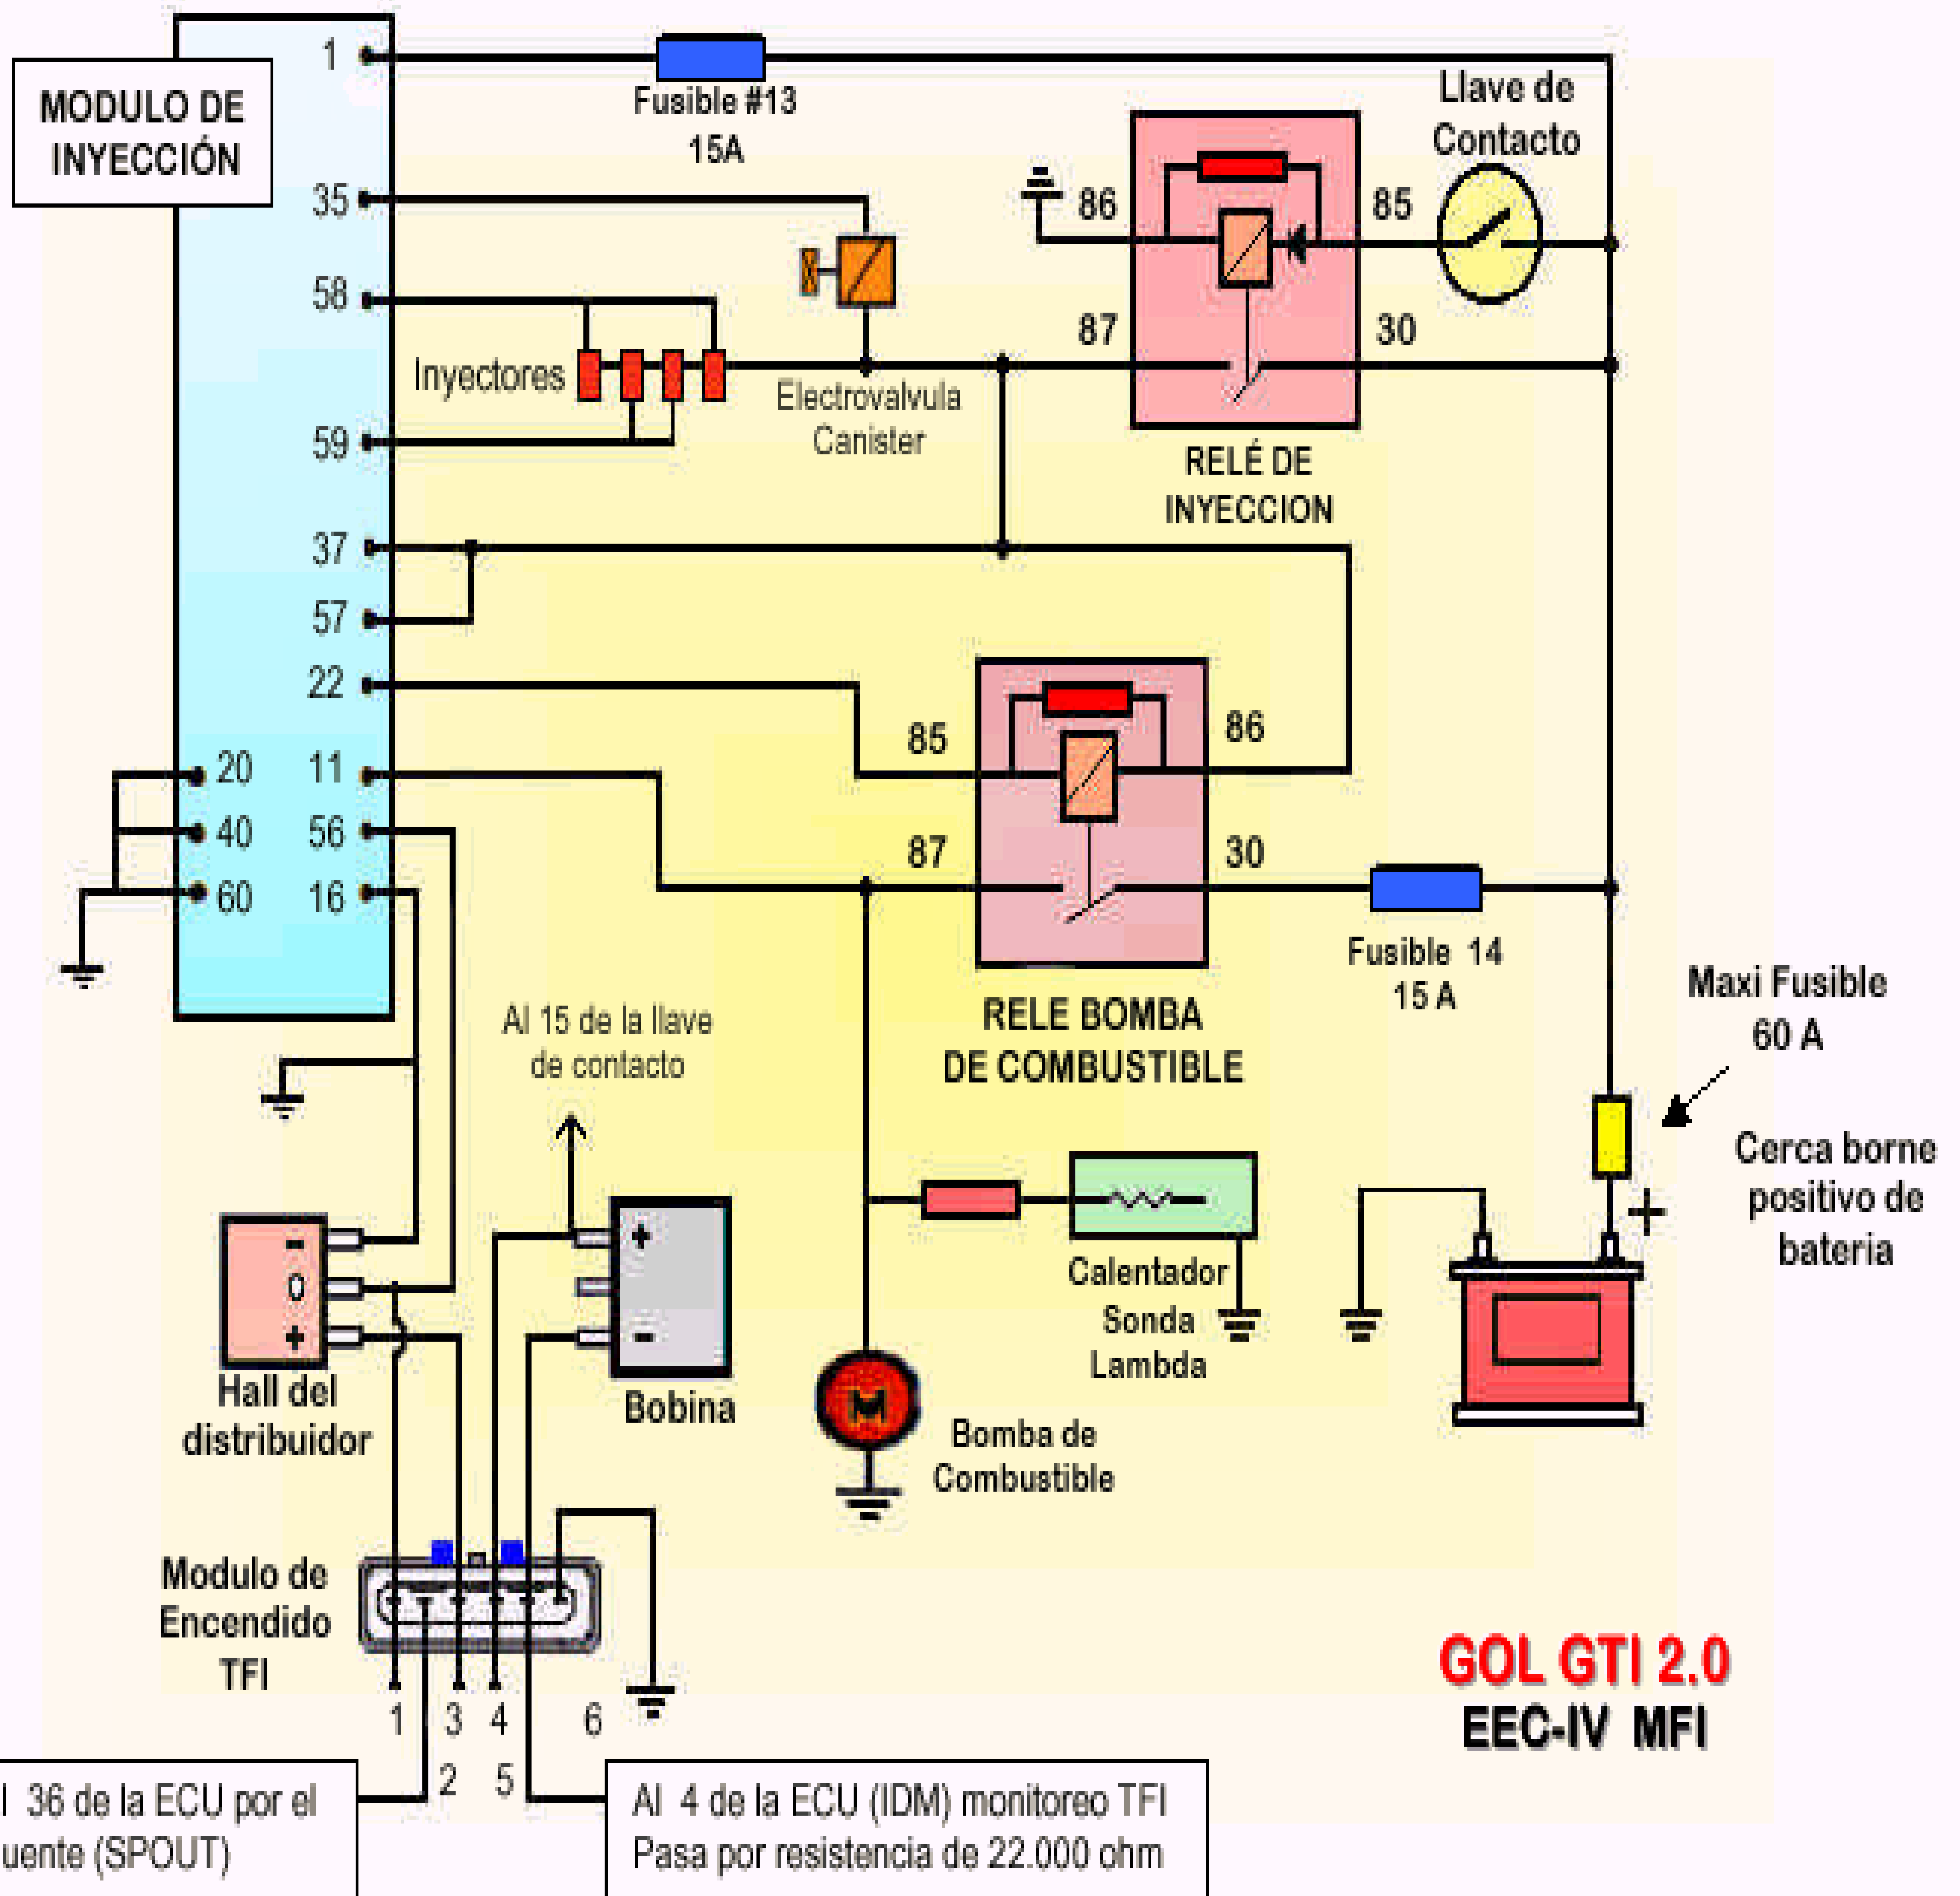 1
MODULO DE
INYECCIÓN
Fusible #13
15A
Llave de
Contacto
35
86
85
58
87
30
Inyectores
Electrovalvula
Canister
59
RELÉ DE
INYECCION
37
57
22
85
86
20
11
40
56
87
30
60
16
Fusible 14
15 A
Maxi Fusible
60 A
RELE BOMBA
DE COMBUSTIBLE
Al 15 de la llave
de contacto
Cerca borne
positivo de
bateria
+
-
0
+
+
-
Calentador
Sonda
Lambda
Hall del
distribuidor
Bobina
M
Bomba de
Combustible
Modulo de
Encendido
TFI
GOL GTI 2.0
EEC-IV MFI
1
3
4
6
2
5
l 36 de la ECU por el
uente (SPOUT)
Al 4 de la ECU (IDM) monitoreo TFI
Pasa por resistencia de 22.000 ohm